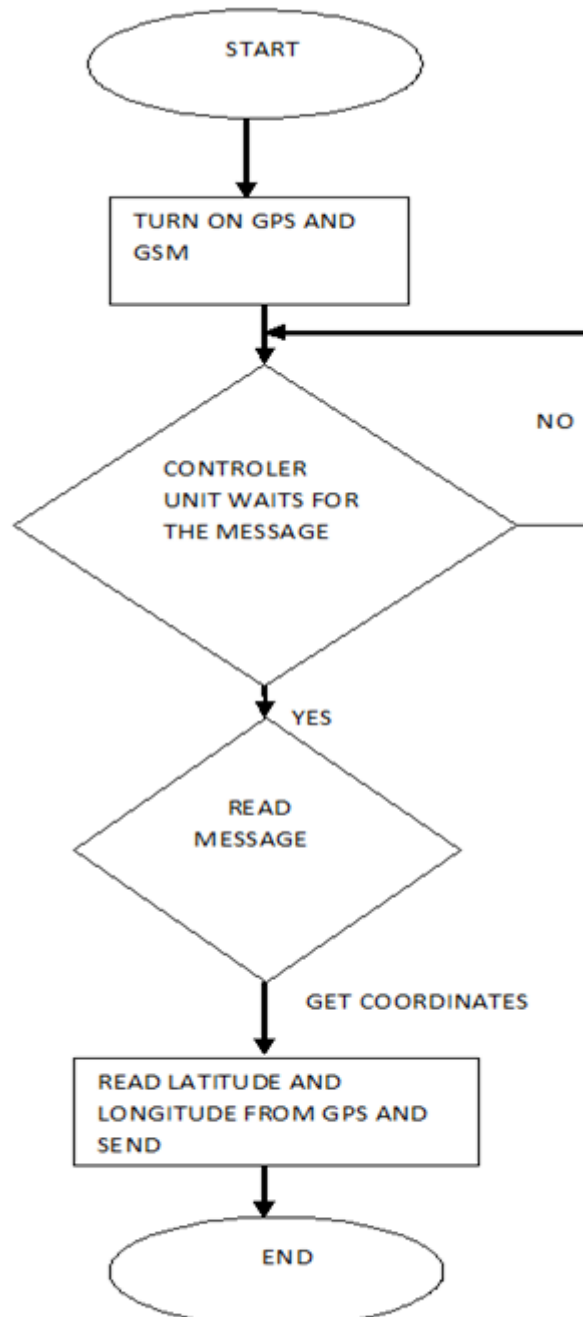 START
TURN ON GPS AND
GSM
NO
CONTROLER
UNIT WAITS FOR
THE MESSAGE
YES
READ
MESSAGE
GET COORDINATES
READ LATITUDE AND
LONGITUDE FROM GPS AND
SEND
END